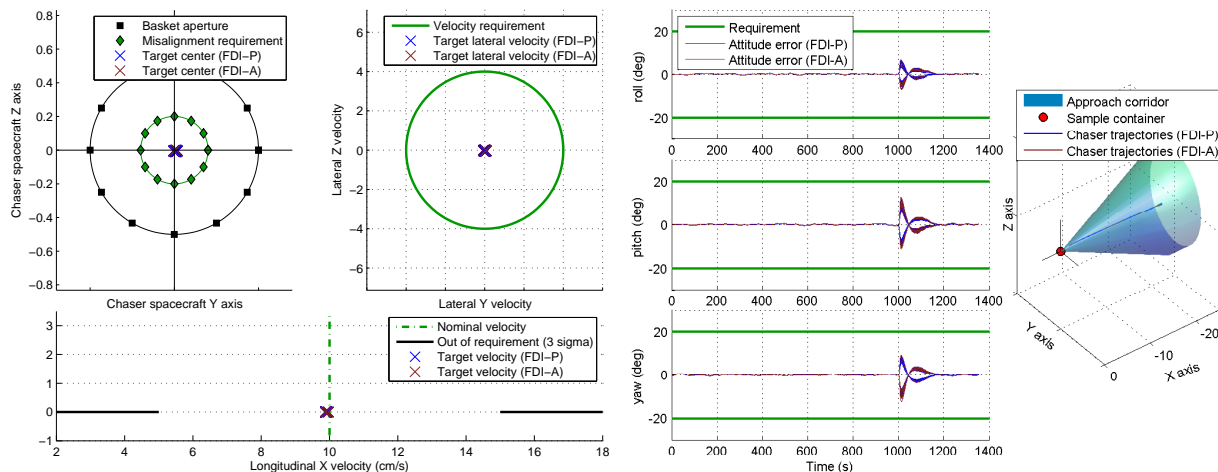 0.8
0.6
0.4
0.2
0
−0.2
−0.4
−0.6
−0.8
Chaser spacecraft Z axis
Chaser spacecraft Y axis
Basket aperture
Misalignment requirement
Target center (FDI−P)
Target center (FDI−A)
6
4
2
0
−2
−4
−6
Lateral Z velocity
Lateral Y velocity
Velocity requirement
Target lateral velocity (FDI−P)
Target lateral velocity (FDI−A)
3
2
1
0
−1
2 4 6 8 10 12 14 16 18
Longitudinal X velocity (cm/s)
Nominal velocity
Out of requirement (3 sigma)
Target velocity (FDI−P)
Target velocity (FDI−A)
Requirement
Attitude error (FDI−P)
Attitude error (FDI−A)
roll (deg)
30
20
0
-20
-30
0 200 400 600 800 1000 1200 1400
pitch (deg)
30
20
0
-20
-30
0 200 400 600 800 1000 1200 1400
yaw (deg)
30
20
0
-20
-30
0 200 400 600 800 1000 1200 1400
Time (s)
Approach corridor
Sample container
Chaser trajectories (FDI−P)
Chaser trajectories (FDI−A)
Z axis
Y axis
X axis
0
-10
-20